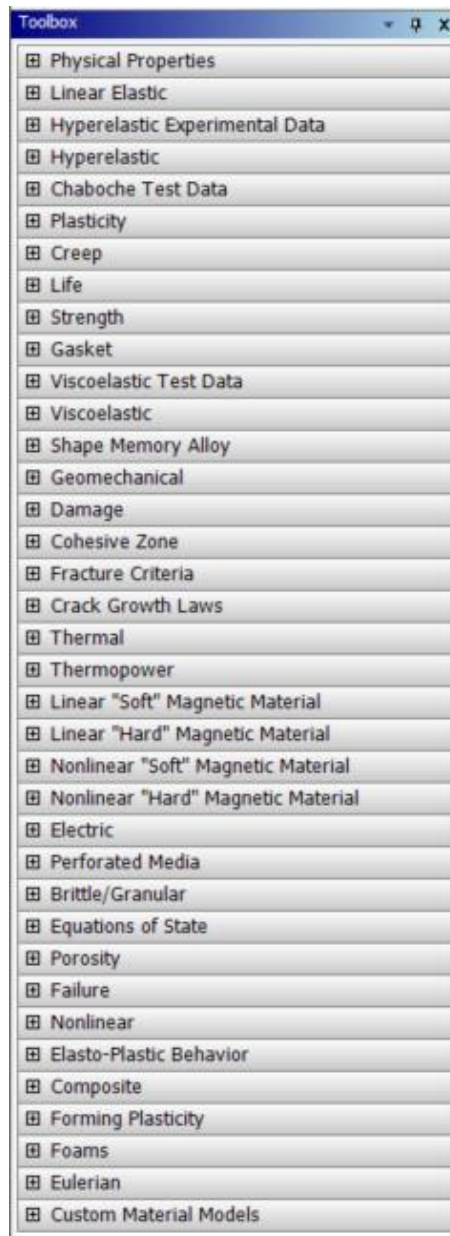 Toolbox
Physical Properties
Linear Elastic
Hyperelastic Experimental Data
Hyperelastic
Chaboche Test Data
Plasticity
Creep
Life
Strength
Gasket
Viscoelastic Test Data
Viscoelastic
Shape Memory Alloy
Geomechanical
Damage
Cohesive Zone
Fracture Criteria
Crack Growth Laws
Thermal
Thermopower
Linear "Soft" Magnetic Material
Linear "Hard" Magnetic Material
Nonlinear "Soft" Magnetic Material
Nonlinear "Hard" Magnetic Material
Electric
Perforated Media
Brittle/Granular
Equations of State
Porosity
Failure
Nonlinear
Elasto-Plastic Behavior
Composite
Forming Plasticity
Foams
Eulerian
Custom Material Models